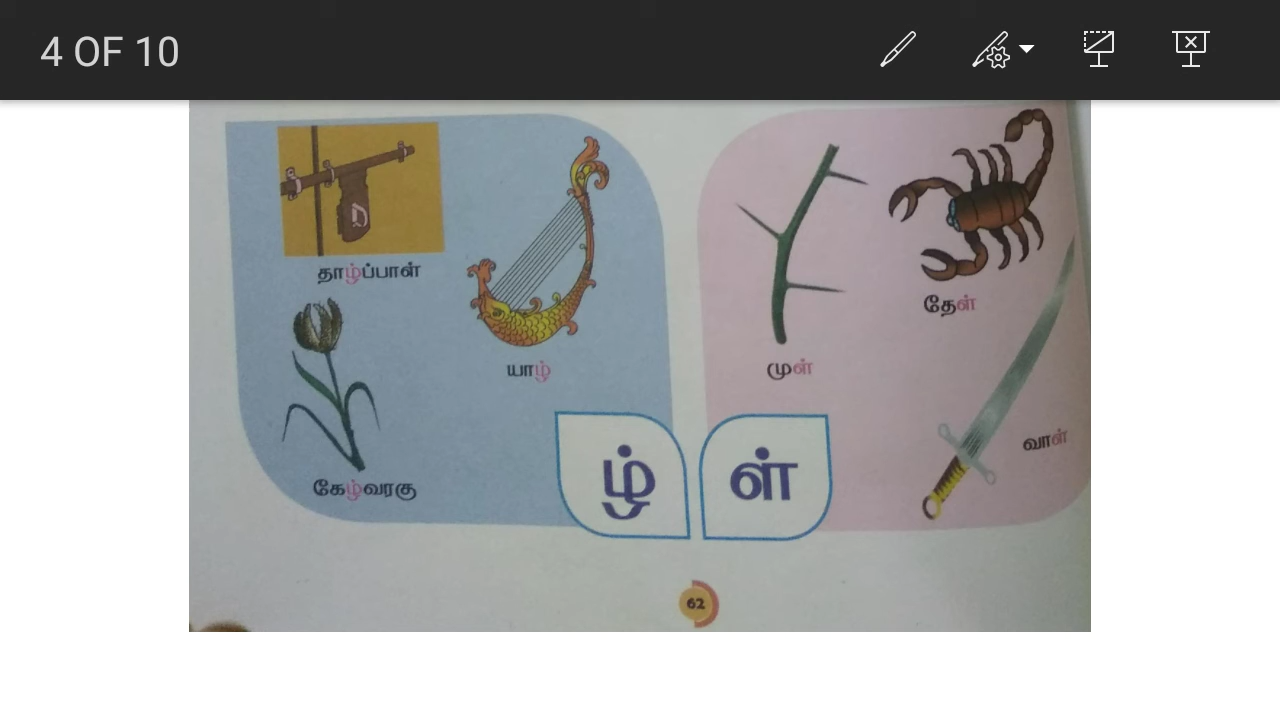 4 OF 10
தாழ்ப்பாள்
யாழ்
கேழ்வரகு
ழ்
முள்
தேள்
வாள்
ள்
62